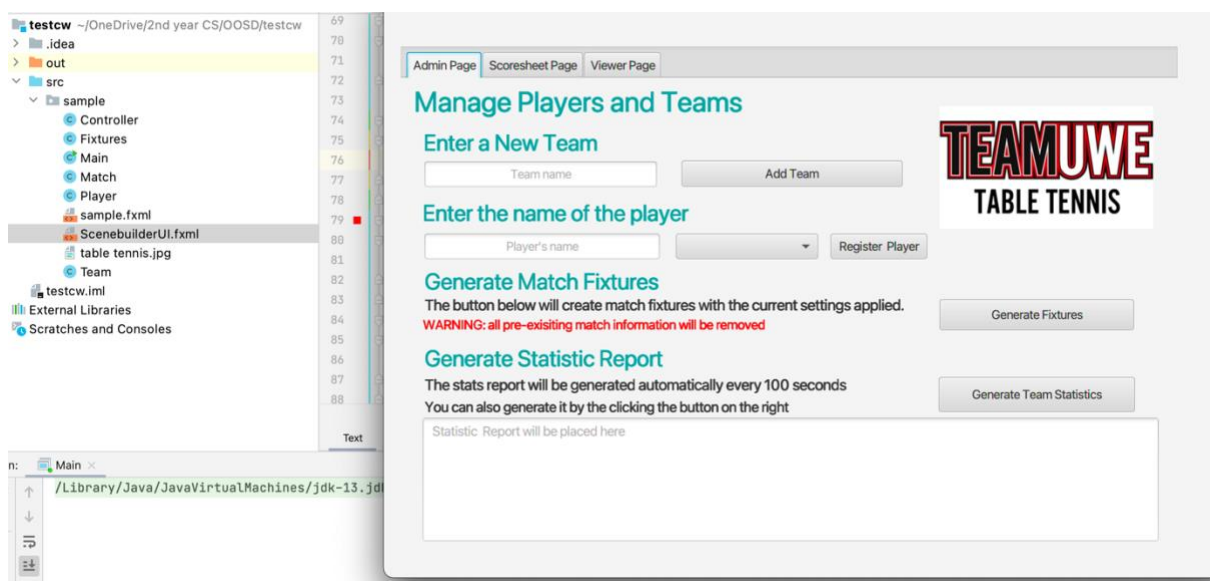 testcw ~/OneDrive/2nd year CS/OOSD/testcw
.idea
out
src
sample
Controller
Fixtures
Main
Match
Player
sample.fxml
ScenebuilderUI.fxml
table tennis.jpg
Team
testcw.iml
External Libraries
Scratches and Consoles
69
70
71
72
73
74
75
76
77
78
79
80
81
82
83
84
85
86
87
88
Text
Admin Page Scoresheet Page Viewer Page
Manage Players and Teams
Enter a New Team
Team name Add Team
Enter the name of the player
Player's name Register Player
Generate Match Fixtures
The button below will create match fixtures with the current settings applied.
WARNING: all pre-exisiting match information will be removed
Generate Fixtures
Generate Statistic Report
The stats report will be generated automatically every 100 seconds
You can also generate it by the clicking the button on the right
Generate Team Statistics
Statistic Report will be placed here
TEAMUWE
TABLE TENNIS
n: Main
/Library/Java/JavaVirtualMachines/jdk-13.jd